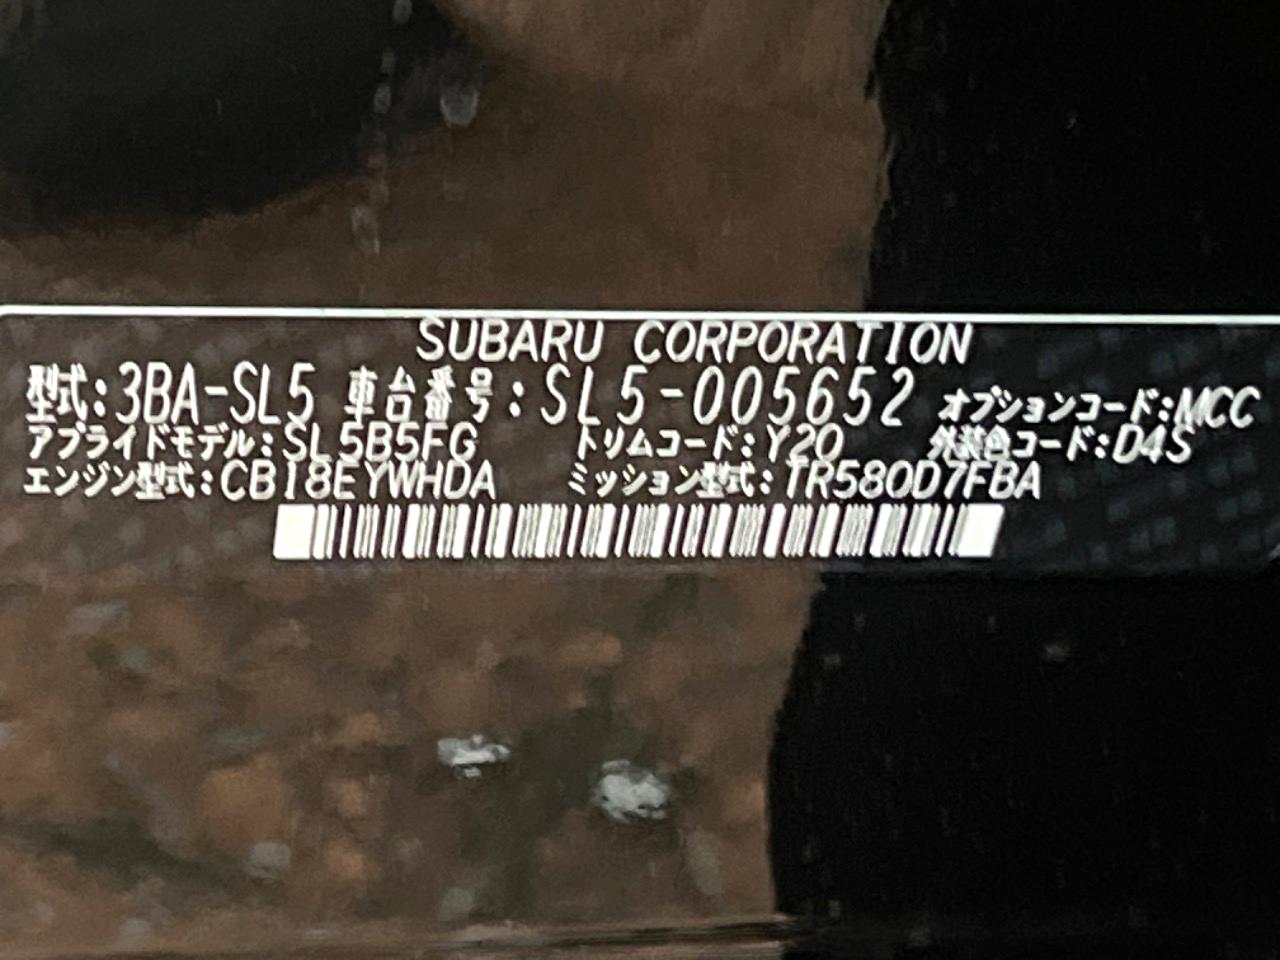 SUBARU CORPORATION
型式:3BA-SL5 車台番号:SL5-005652 オプションコード:MCC
アプライドモデル:SL5B5FG トリムコード:Y20 外装色コード:D4S
エンジン型式:CB18EYWHDA ミッション型式:TR580D7FBA